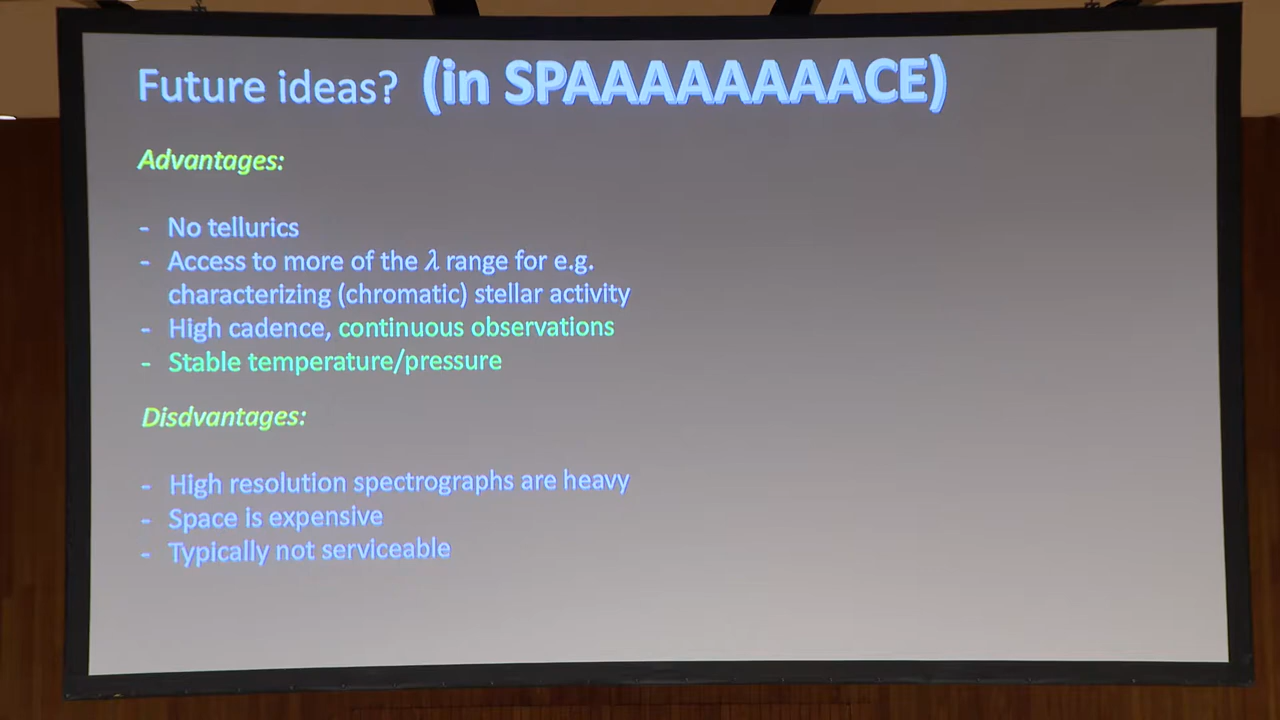 Future ideas? (in SPAAAAAAAACE)
Advantages:
- No tellurics
- Access to more of the λ range for e.g.
characterizing (chromatic) stellar activity
- High cadence, continuous observations
- Stable temperature/pressure
Disdvantages:
- High resolution spectrographs are heavy
- Space is expensive
- Typically not serviceable